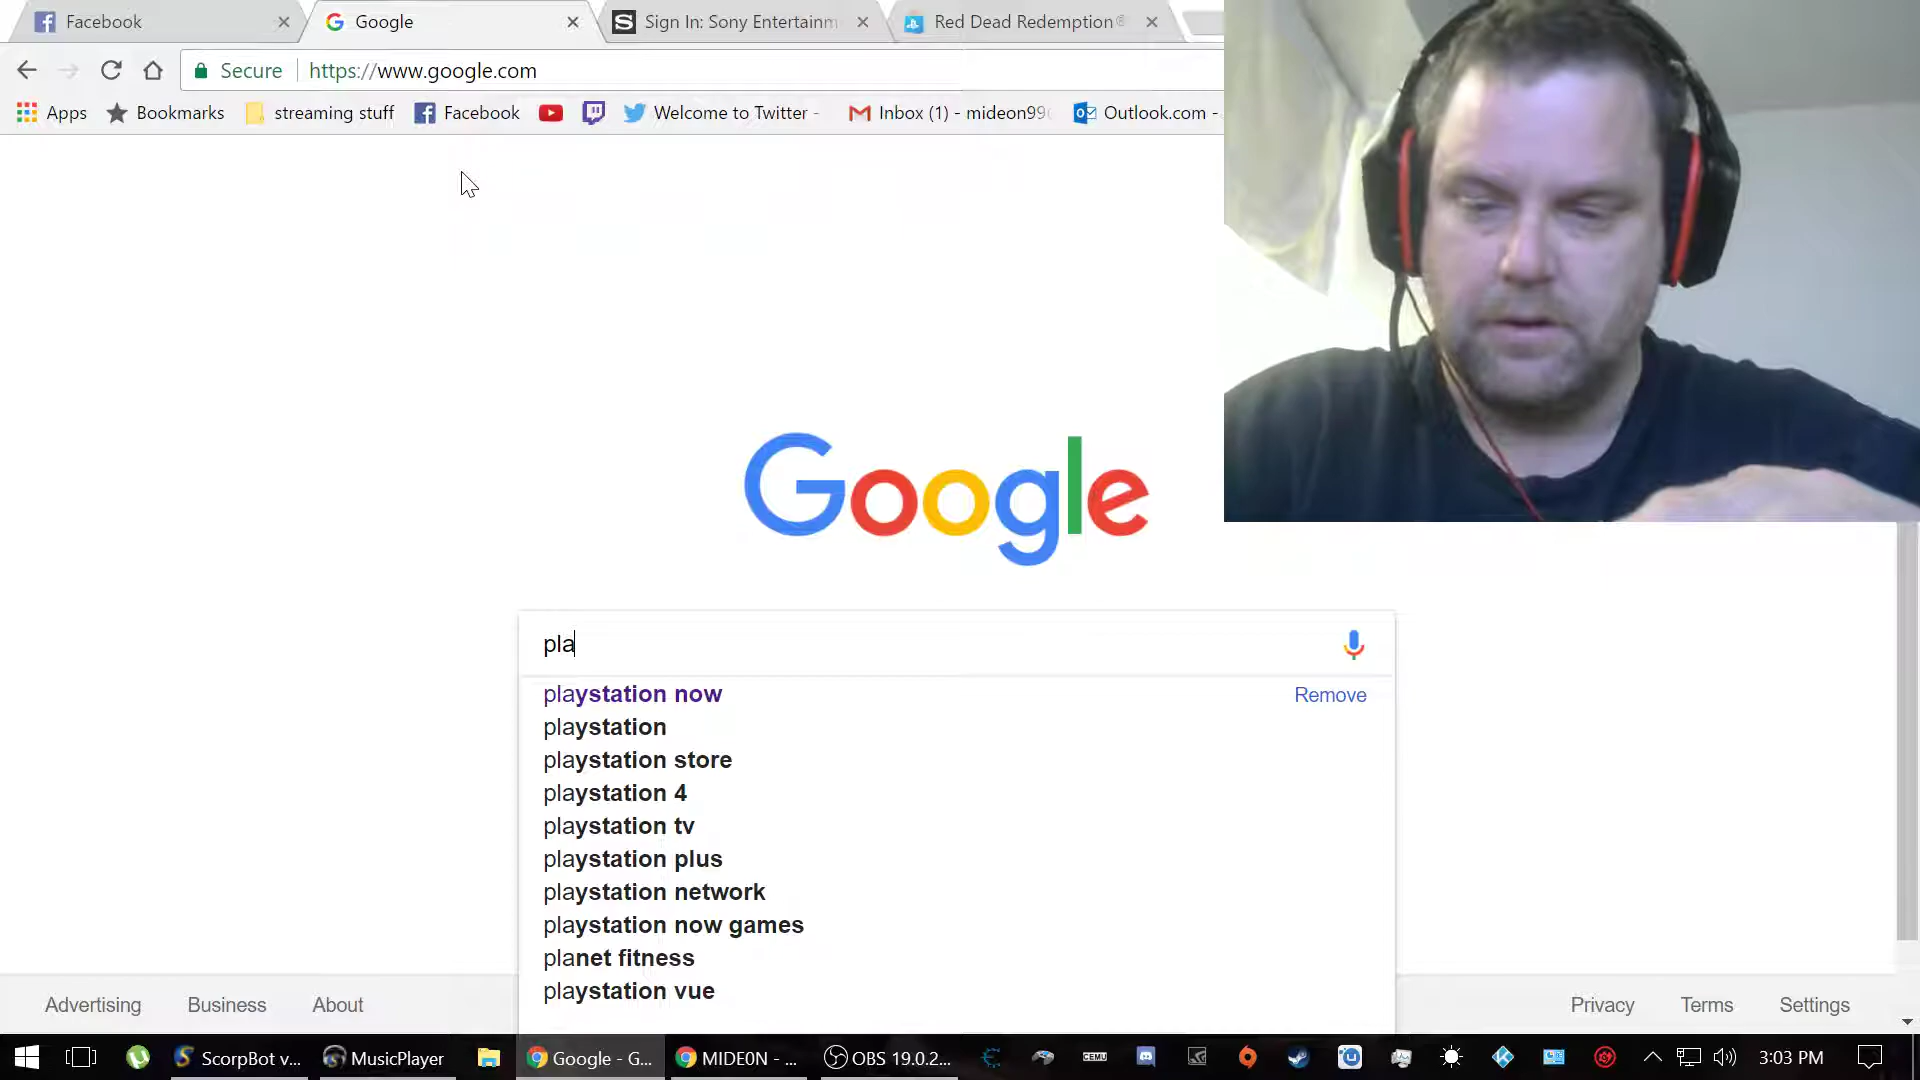 Facebook
Google
Sign In: Sony Entertainm
Red Dead Redemption®
Secure
https://www.google.com
Apps
Bookmarks
streaming stuff
Facebook
Welcome to Twitter -
Inbox (1) - mideon99
Outlook.com -
Google
pla
playstation now
Remove
playstation
playstation store
playstation 4
playstation tv
playstation plus
playstation network
playstation now games
planet fitness
playstation vue
Advertising
Business
About
Privacy
Terms
Settings
ScorpBot v...
MusicPlayer
Google - G...
MIDE0N - ...
OBS 19.0.2...
CEMU
3:03 PM